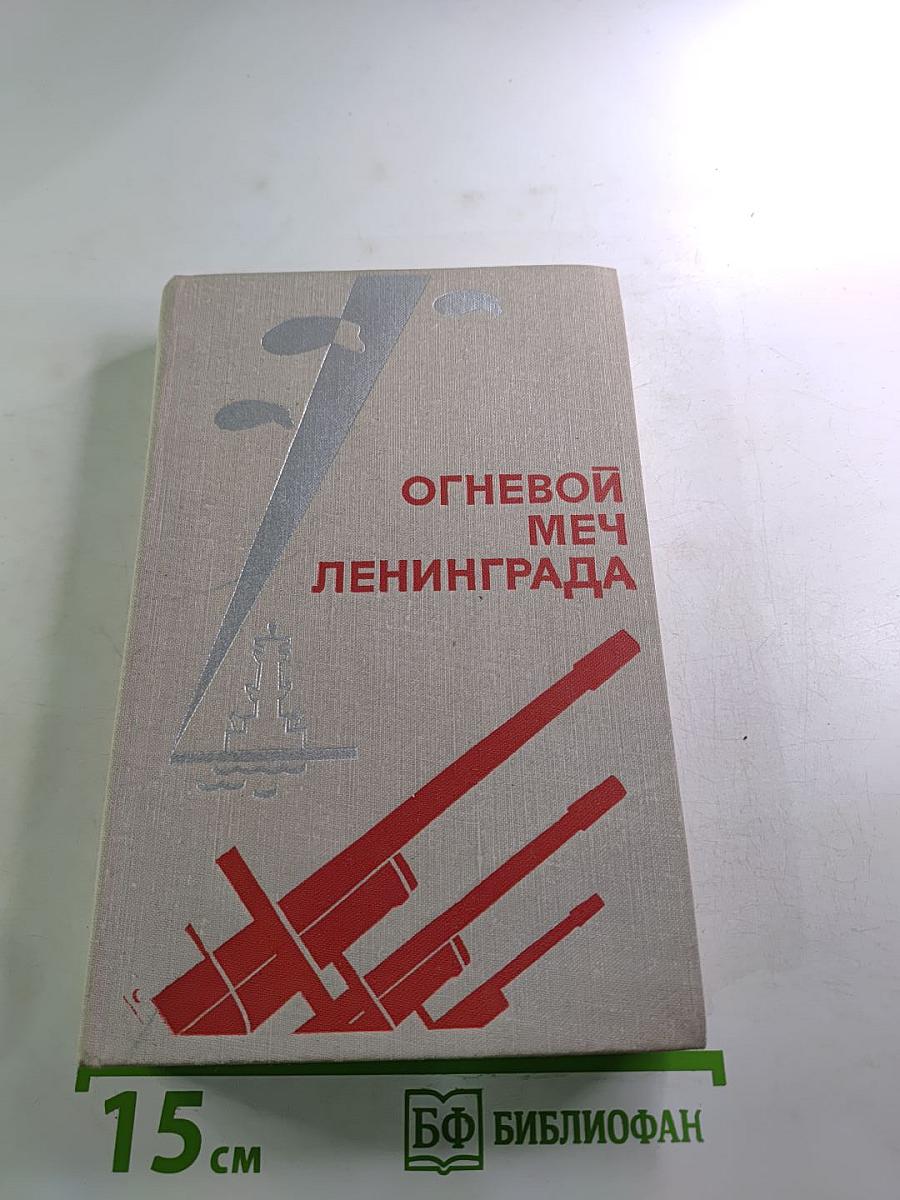 ОГНЕВОЙ
МЕЧ
ЛЕНИНГРАДА
15 см
БФ БИБЛИОФАН